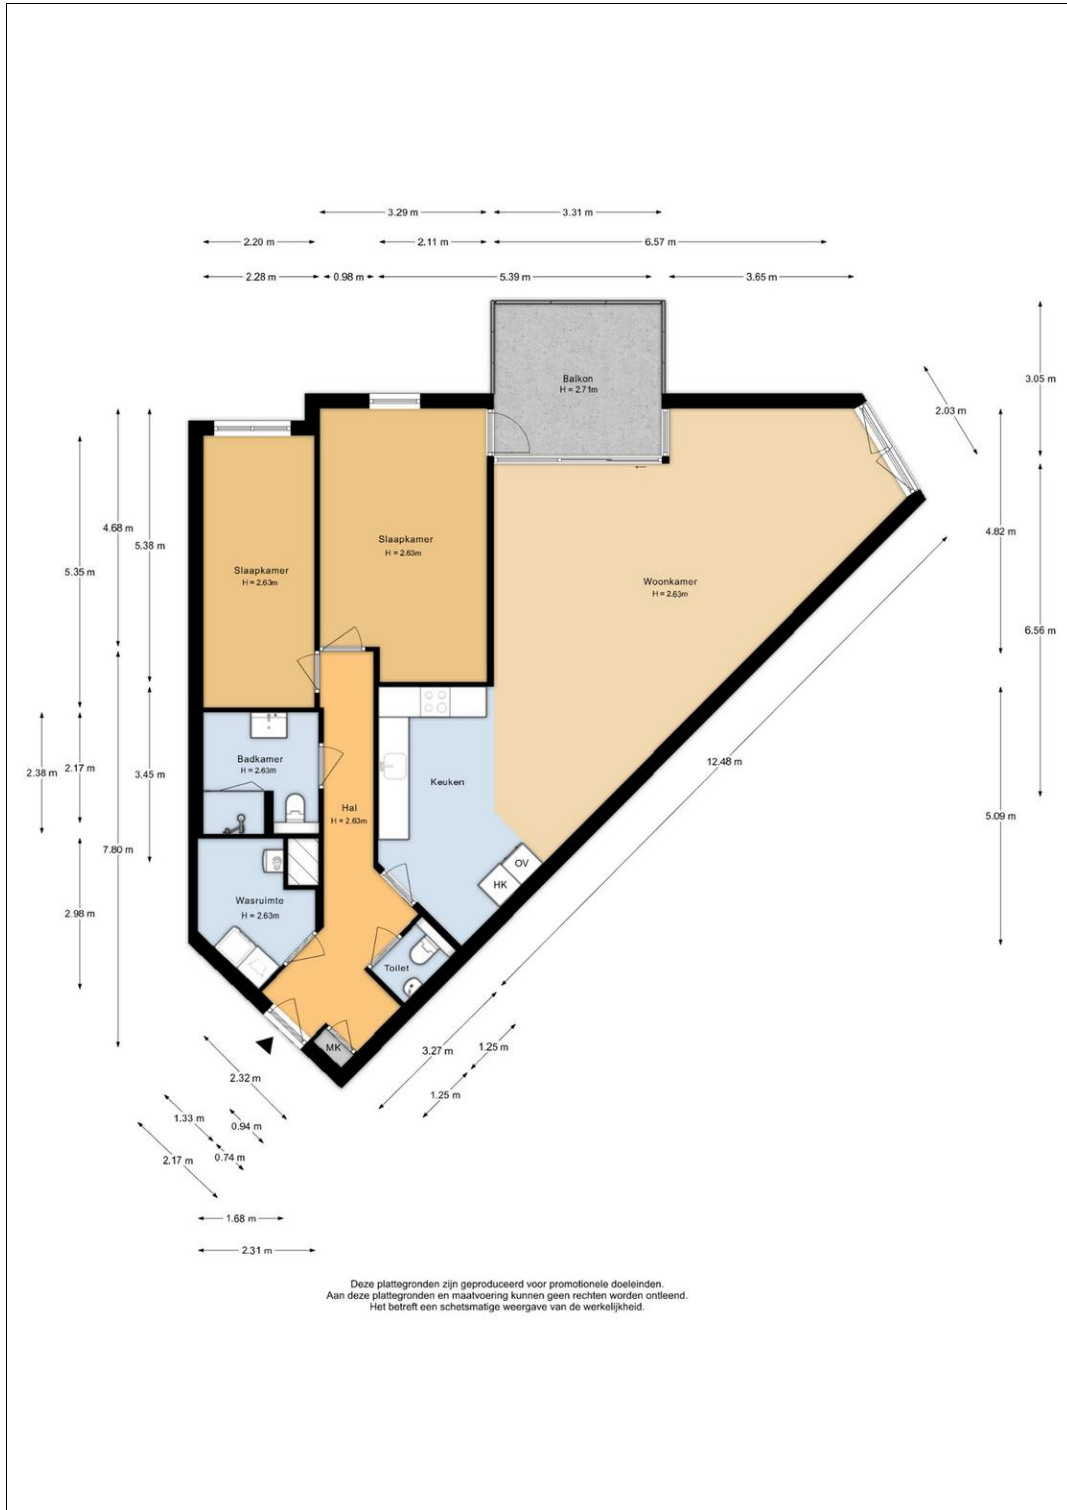 3.29 m
3.31 m
2.20 m
2.11 m
6.57 m
2.28 m
0.98 m
5.39 m
3.65 m
Balkon
H = 2.71m
3.05 m
2.03 m
4.68 m
5.38 m
5.35 m
Slaapkamer
H = 2.63m
Slaapkamer
H = 2.63m
Woonkamer
H = 2.63m
4.82 m
6.56 m
2.38 m
2.17 m
3.45 m
7.80 m
2.98 m
Badkamer
H = 2.63m
Keuken
Hal
H = 2.63m
12.48 m
5.09 m
OV
HK
Wasruimte
H = 2.63m
Toilet
MK
3.27 m
1.25 m
1.25 m
2.32 m
1.33 m
0.94 m
2.17 m
0.74 m
1.68 m
2.31 m
Deze plattegronden zijn geproduceerd voor promotionele doeleinden.
Aan deze plattegronden en maatvoering kunnen geen rechten worden ontleend.
Het betreft een schetsmatige weergave van de werkelijkheid.